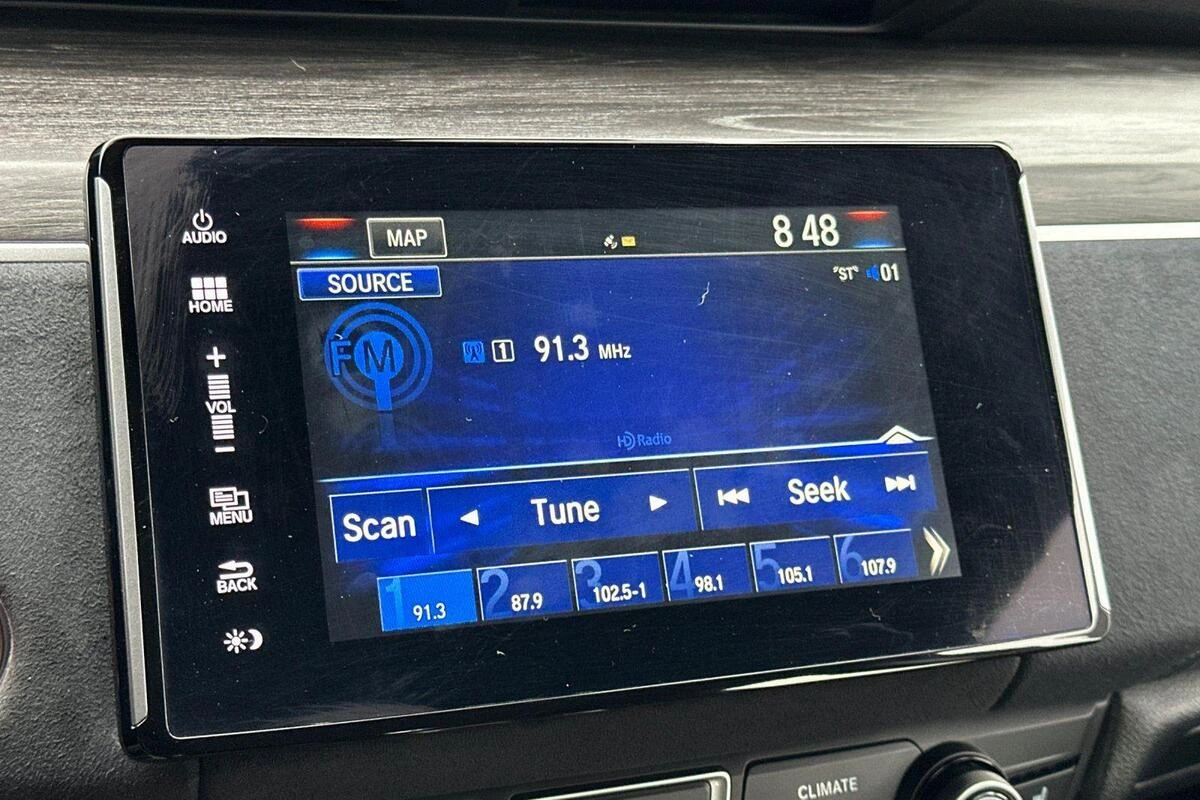 AUDIO
HOME
+
VOL
-
MENU
BACK
MAP
8 48
SOURCE
"ST" 01
FM
1 91.3 MHz
HD Radio
Scan
Tune
Seek
1 91.3
2 87.9
3 102.5-1
4 98.1
5 105.1
6 107.9
CLIMATE